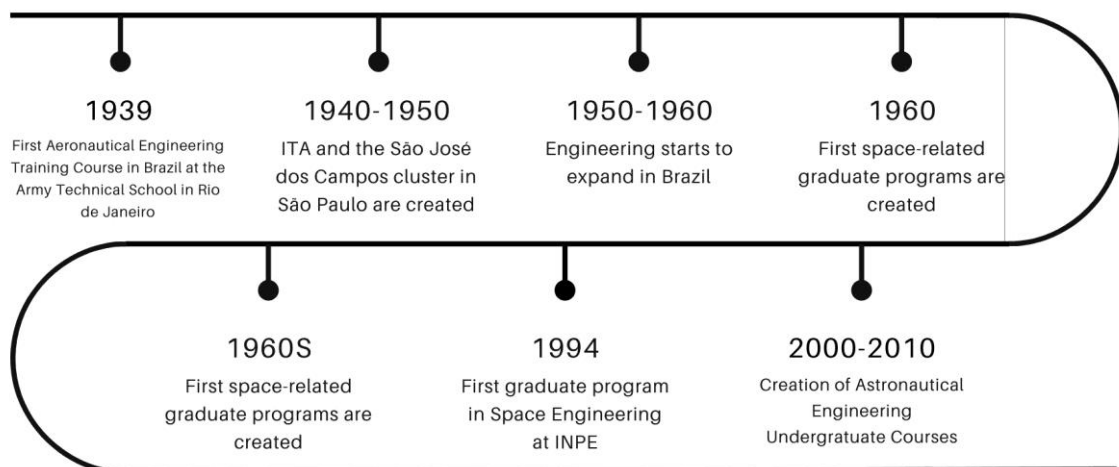 1939
First Aeronautical Engineering
Training Course in Brazil at the
Army Technical School in Rio
de Janeiro
1940-1950
ITA and the São José
dos Campos cluster in
São Paulo are created
1950-1960
Engineering starts to
expand in Brazil
1960
First space-related
graduate programs are
created
1960S
First space-related
graduate programs are
created
1994
First graduate program
in Space Engineering
at INPE
2000-2010
Creation of Astronautical
Engineering
Undergratuate Courses